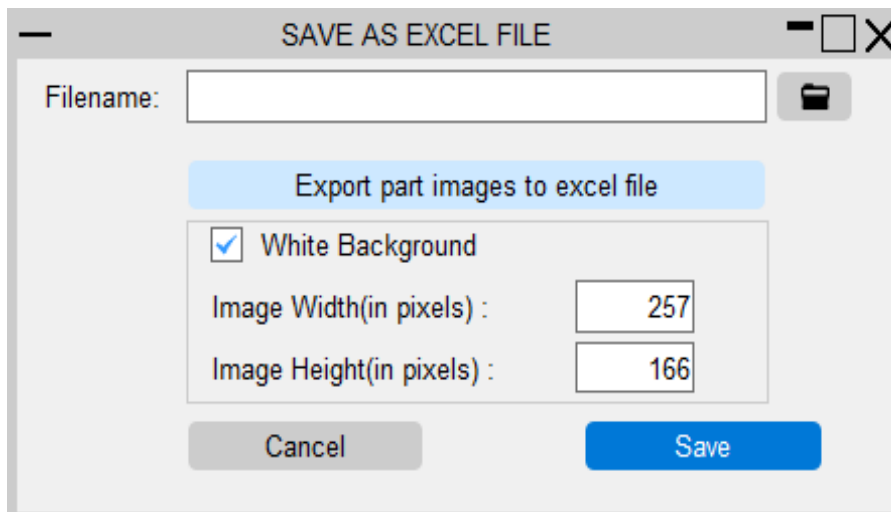 SAVE AS EXCEL FILE
Filename:
Export part images to excel file
White Background
Image Width(in pixels) : 257
Image Height(in pixels) : 166
Cancel Save